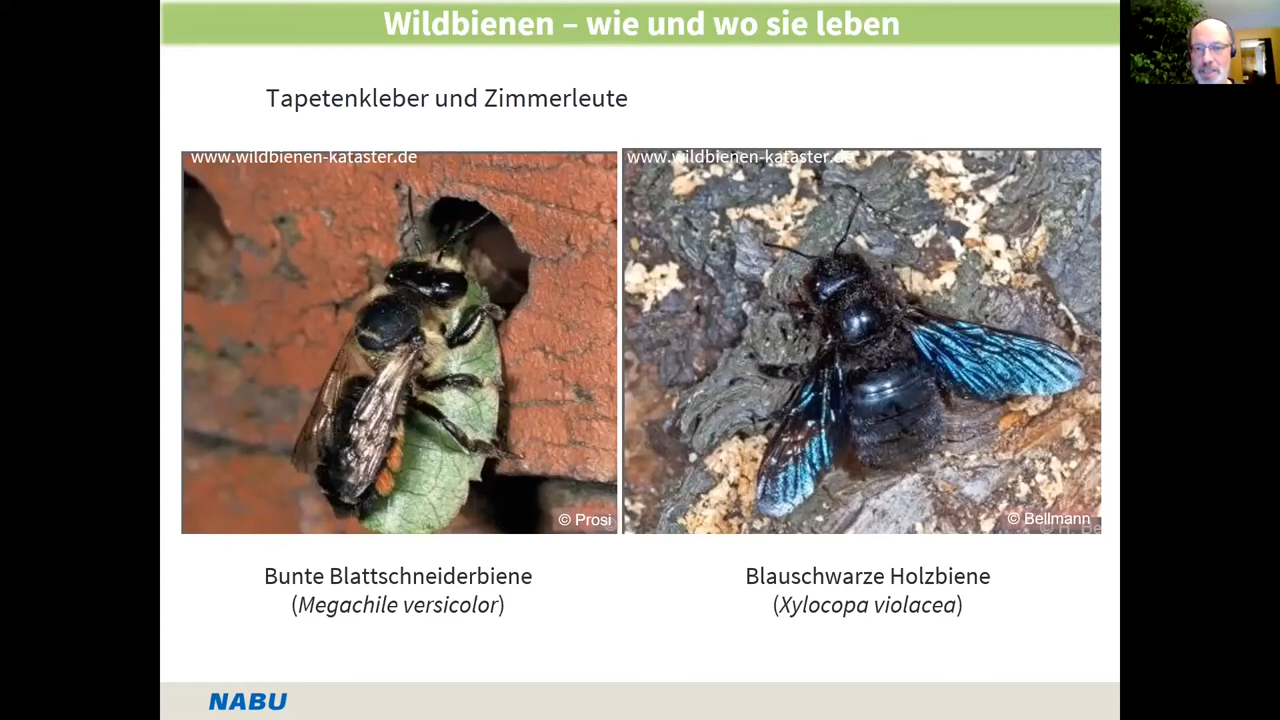 Wildbienen – wie und wo sie leben
Tapetenkleber und Zimmerleute
www.wildbienen-kataster.de
www.wildbienen-kataster.de
© Prosi
© Bellmann
Bunte Blattschneiderbiene
(Megachile versicolor)
Blauschwarze Holzbiene
(Xylocopa violacea)
NABU